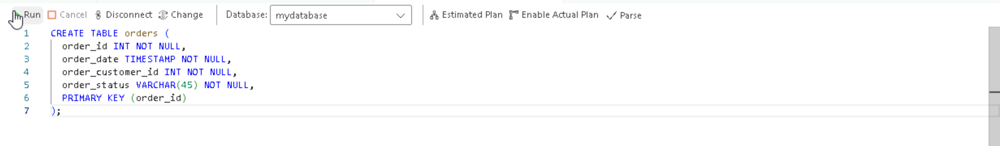 Run Cancel Disconnect Change Database: mydatabase Estimated Plan Enable Actual Plan Parse
1 CREATE TABLE orders (
2 order_id INT NOT NULL,
3 order_date TIMESTAMP NOT NULL,
4 order_customer_id INT NOT NULL,
5 order_status VARCHAR(45) NOT NULL,
6 PRIMARY KEY (order_id)
7 );